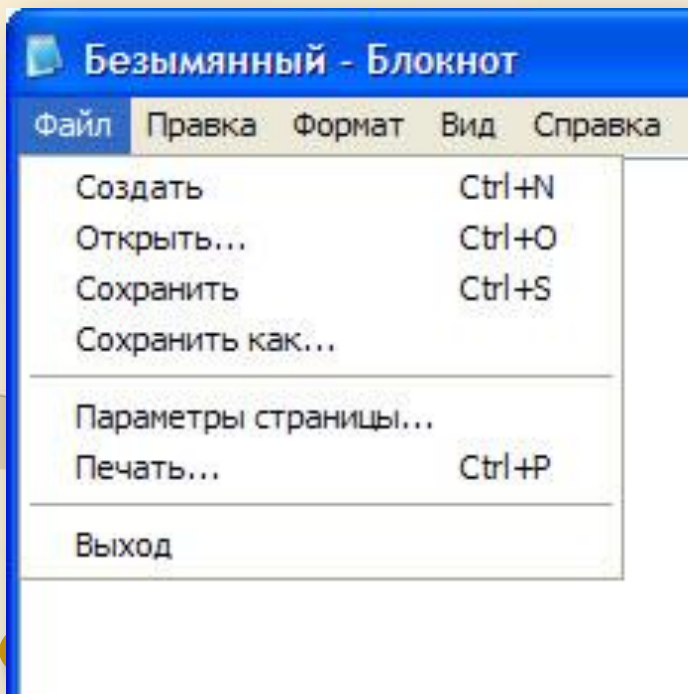 Безымянный - Блокнот
Файл Правка Формат Вид Справка
Создать Ctrl+N
Открыть... Ctrl+O
Сохранить Ctrl+S
Сохранить как...
Параметры страницы...
Печать... Ctrl+P
Выход